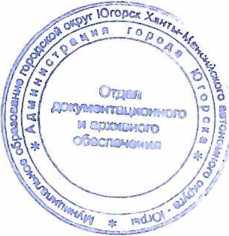 Муниципальное образование городской округ Югорск Ханты-Мансийского автономного округа - Югры
* Администрация города Югорска *
Отдел
документационного
и архивного
обеспечения